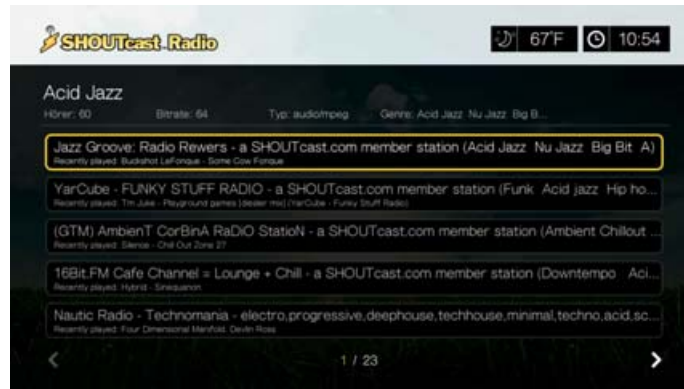 SHOUTcast Radio
67°F 10:54
Acid Jazz
Hörer: 60 Bitrate: 64 Typ: audio/mpeg Genre: Acid Jazz Nu Jazz Big B...
Jazz Groove: Radio Rewers - a SHOUTcast.com member station (Acid Jazz Nu Jazz Big Bit A)
Recently played: Buckshot LeFonque - Some Cow Fonque
YarCube - FUNKY STUFF RADIO - a SHOUTcast.com member station (Funk Acid jazz Hip ho...
Recently played: Tm Juke - Playground games (dexter mix) (YarCube - Funky Stuff Radio)
(GTM) AmbienT CorBinA RaDiO StatioN - a SHOUTcast.com member station (Ambient Chillout ...
Recently played: Silence - Chill Out Zone 27
16Bit.FM Cafe Channel = Lounge + Chill - a SHOUTcast.com member station (Downtempo Aci...
Recently played: Hybrid - Sinequanon
Nautic Radio - Technomania - electro,progressive,deephouse,techhouse,minimal,techno,acid,sc...
Recently played: Four Dimensional Manifold. Devlin Ross
1 / 23